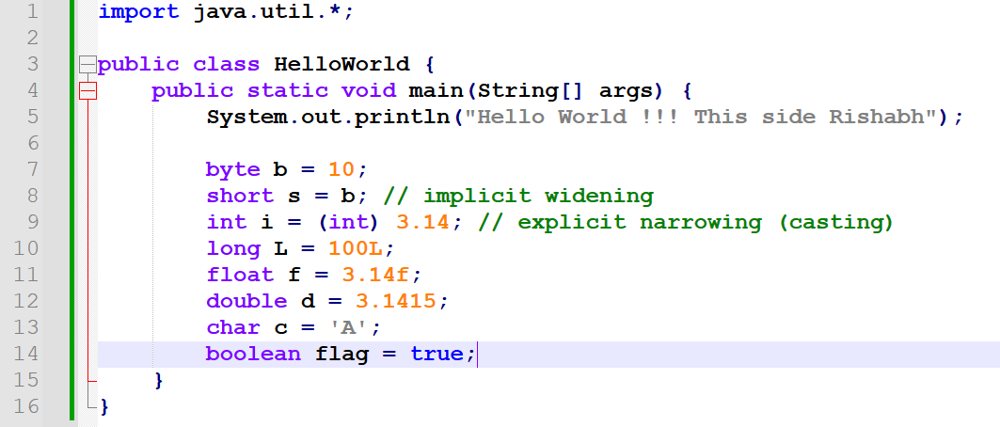 1 import java.util.*;
2
3 public class HelloWorld {
4 public static void main(String[] args) {
5 System.out.println("Hello World !!! This side Rishabh");
6
7 byte b = 10;
8 short s = b; // implicit widening
9 int i = (int) 3.14; // explicit narrowing (casting)
10 long L = 100L;
11 float f = 3.14f;
12 double d = 3.1415;
13 char c = 'A';
14 boolean flag = true;
15 }
16 }